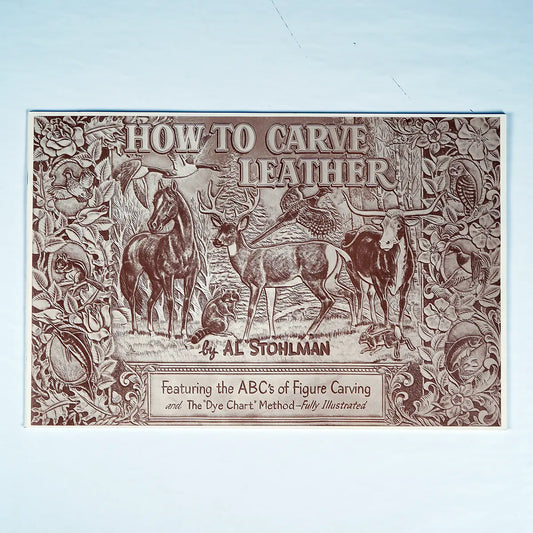 HOW TO CARVE
LEATHER
by AL STOHLMAN
Featuring the ABC's of Figure Carving
and The "Dye Chart" Method - Fully Illustrated